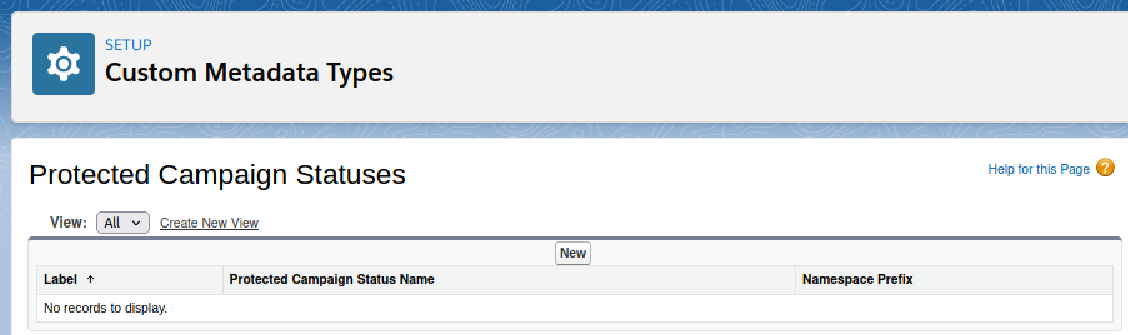 SETUP
Custom Metadata Types
Protected Campaign Statuses
Help for this Page ?
View: All Create New View
New
Label ↑ Protected Campaign Status Name Namespace Prefix
No records to display.